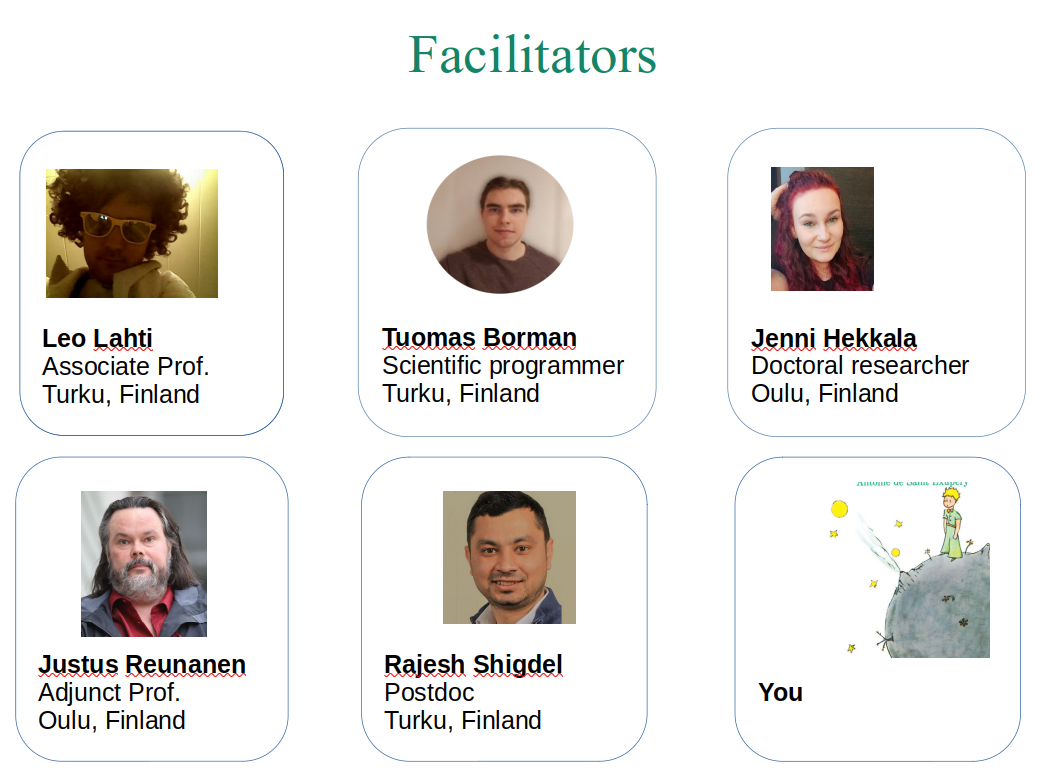 Facilitators
Leo Lahti
Associate Prof.
Turku, Finland
Tuomas Borman
Scientific programmer
Turku, Finland
Jenni Hekkala
Doctoral researcher
Oulu, Finland
Justus Reunanen
Adjunct Prof.
Oulu, Finland
Rajesh Shigdel
Postdoc
Turku, Finland
Antoine de Saint Exupéry
You